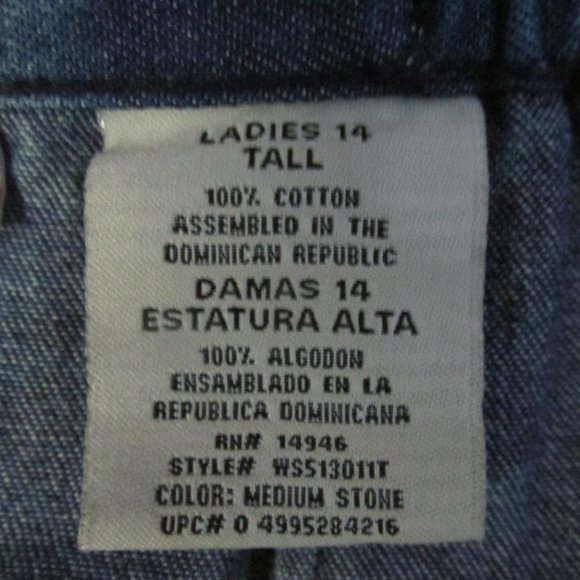 LADIES 14
TALL
100% COTTON
ASSEMBLED IN THE
DOMINICAN REPUBLIC
DAMAS 14
ESTATURA ALTA
100% ALGODON
ENSAMBLADO EN LA
REPUBLICA DOMINICANA
RN# 14946
STYLE# WS513011T
COLOR: MEDIUM STONE
UPC# 0 4995284216